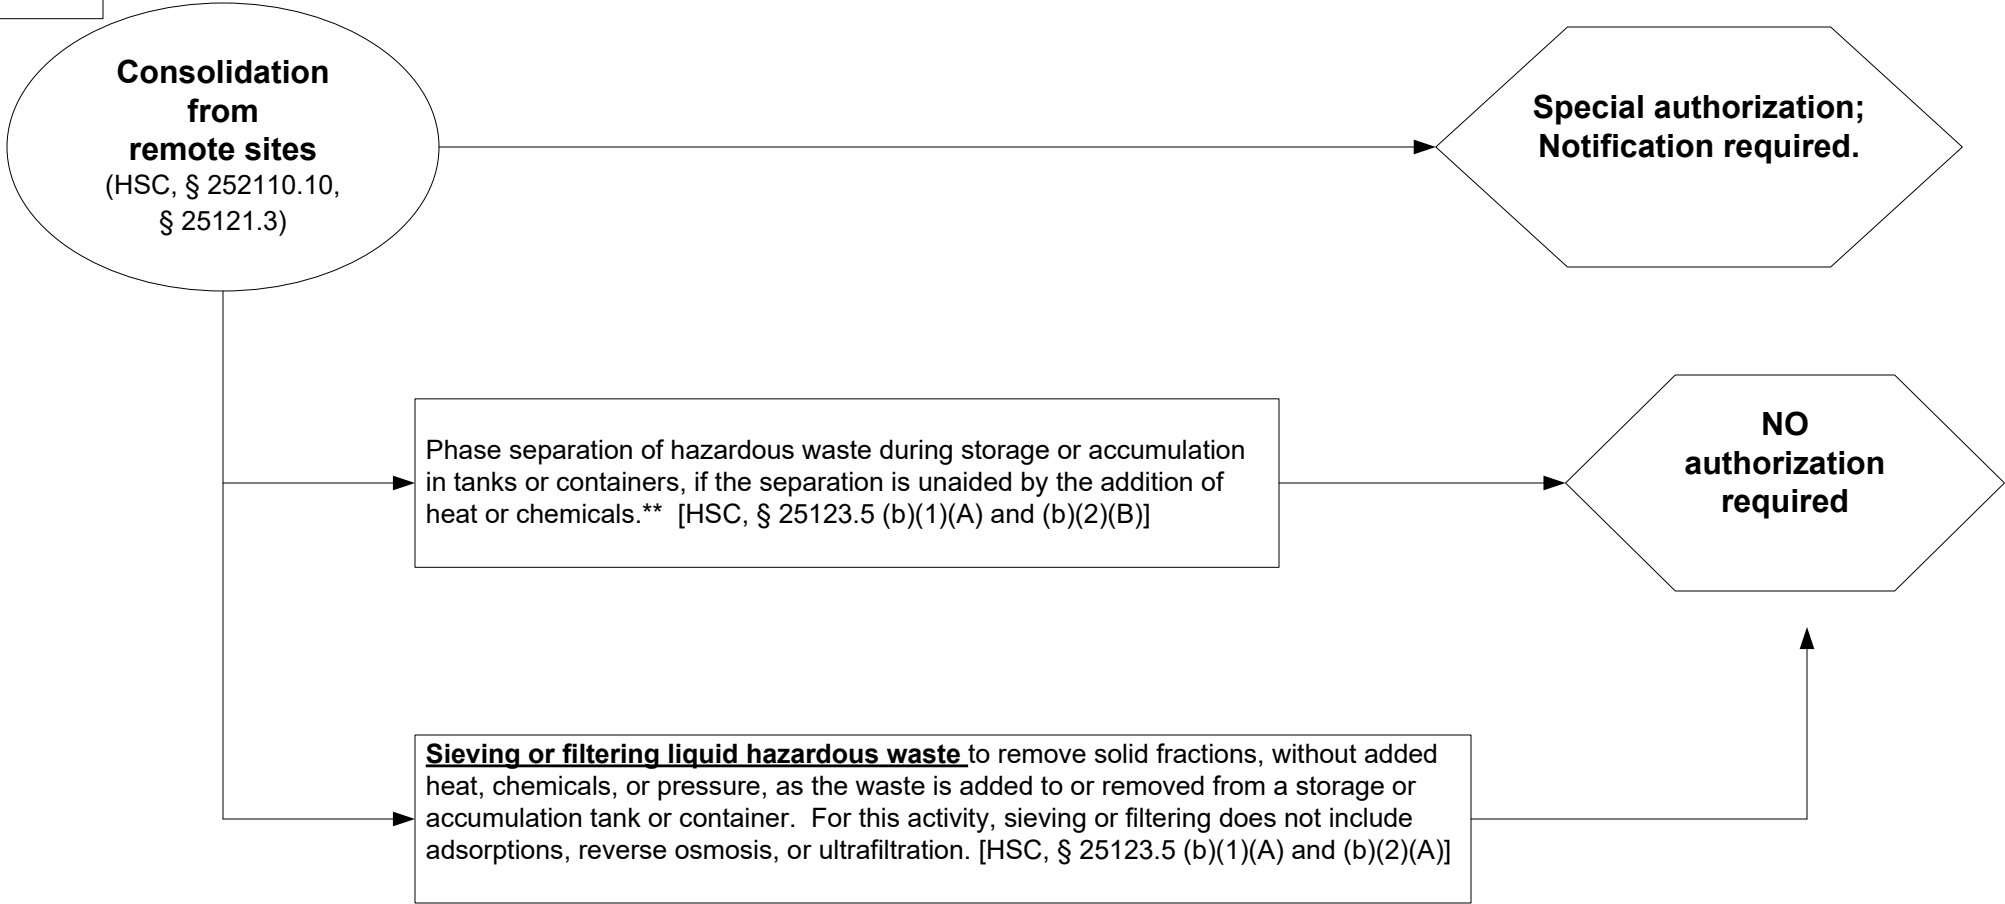 Consolidation
from
remote sites
(HSC, § 252110.10,
§ 25121.3)
Special authorization;
Notification required.
Phase separation of hazardous waste during storage or accumulation
in tanks or containers, if the separation is unaided by the addition of
heat or chemicals.**  [HSC, § 25123.5 (b)(1)(A) and (b)(2)(B)]
NO
authorization
required
Sieving or filtering liquid hazardous waste to remove solid fractions, without added
heat, chemicals, or pressure, as the waste is added to or removed from a storage or
accumulation tank or container.  For this activity, sieving or filtering does not include
adsorptions, reverse osmosis, or ultrafiltration. [HSC, § 25123.5 (b)(1)(A) and (b)(2)(A)]